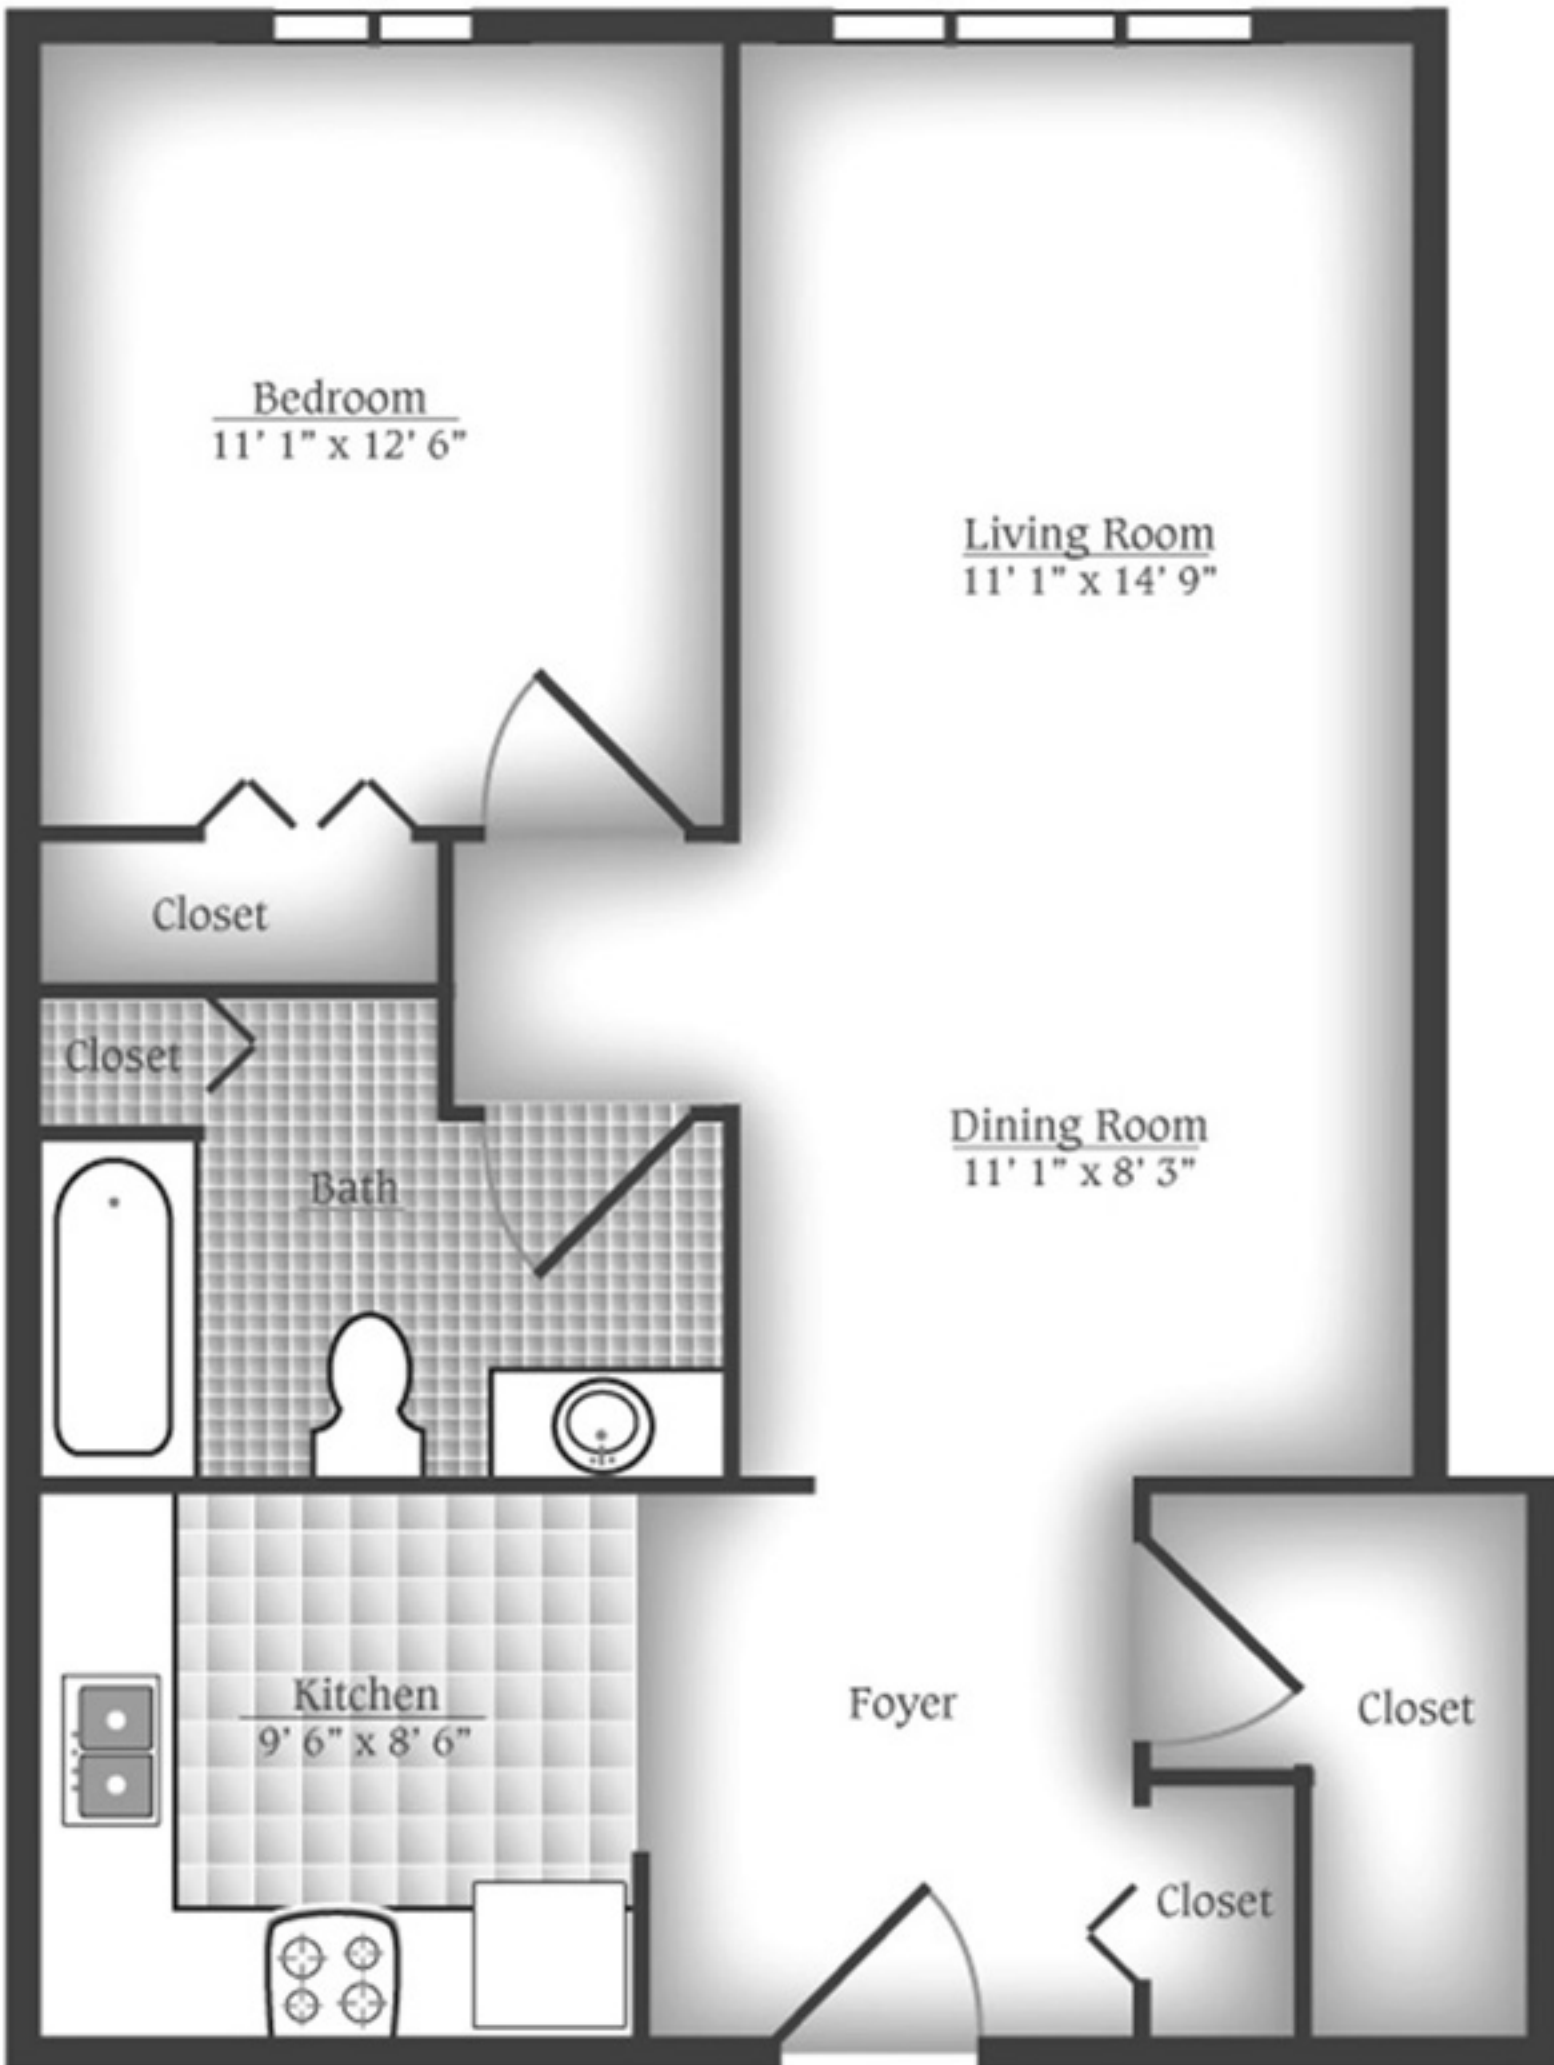 Bedroom
11' 1" x 12' 6"
Living Room
11' 1" x 14' 9"
Closet
Closet
Bath
Dining Room
11' 1" x 8' 3"
Kitchen
9' 6" x 8' 6"
Foyer
Closet
Closet